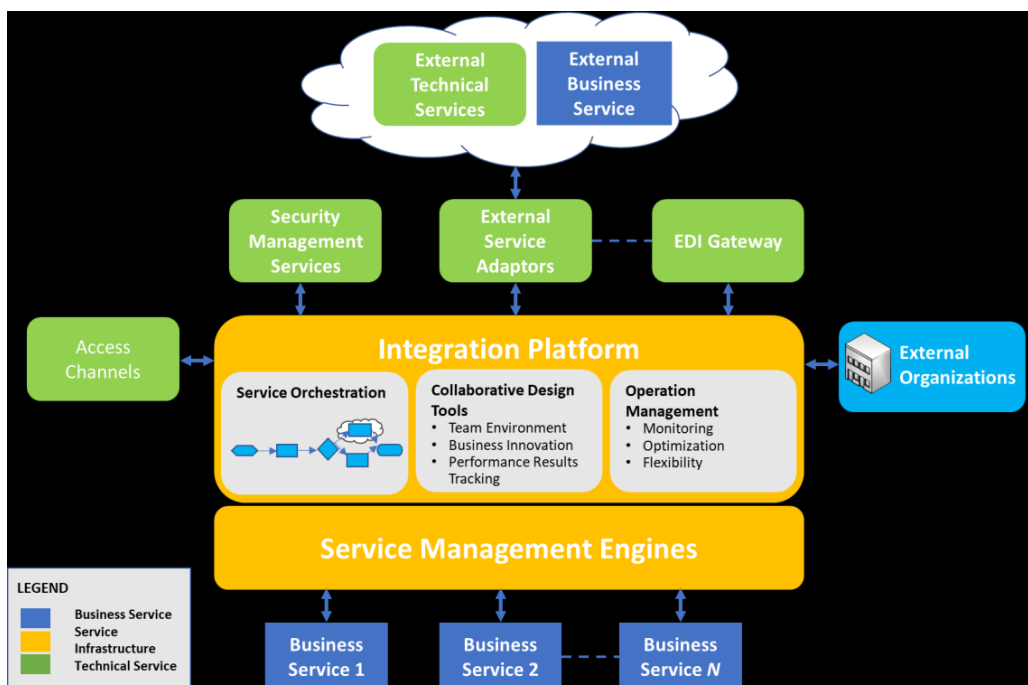 External
Technical
Services
External
Business
Service
Security
Management
Services
External
Service
Adaptors
EDI Gateway
Access
Channels
Integration Platform
External
Organizations
Service Orchestration
Collaborative Design
Tools
• Team Environment
• Business Innovation
• Performance Results
Tracking
Operation
Management
• Monitoring
• Optimization
• Flexibility
Service Management Engines
LEGEND
Business Service
Service
Infrastructure
Technical Service
Business
Service 1
Business
Service 2
Business
Service N